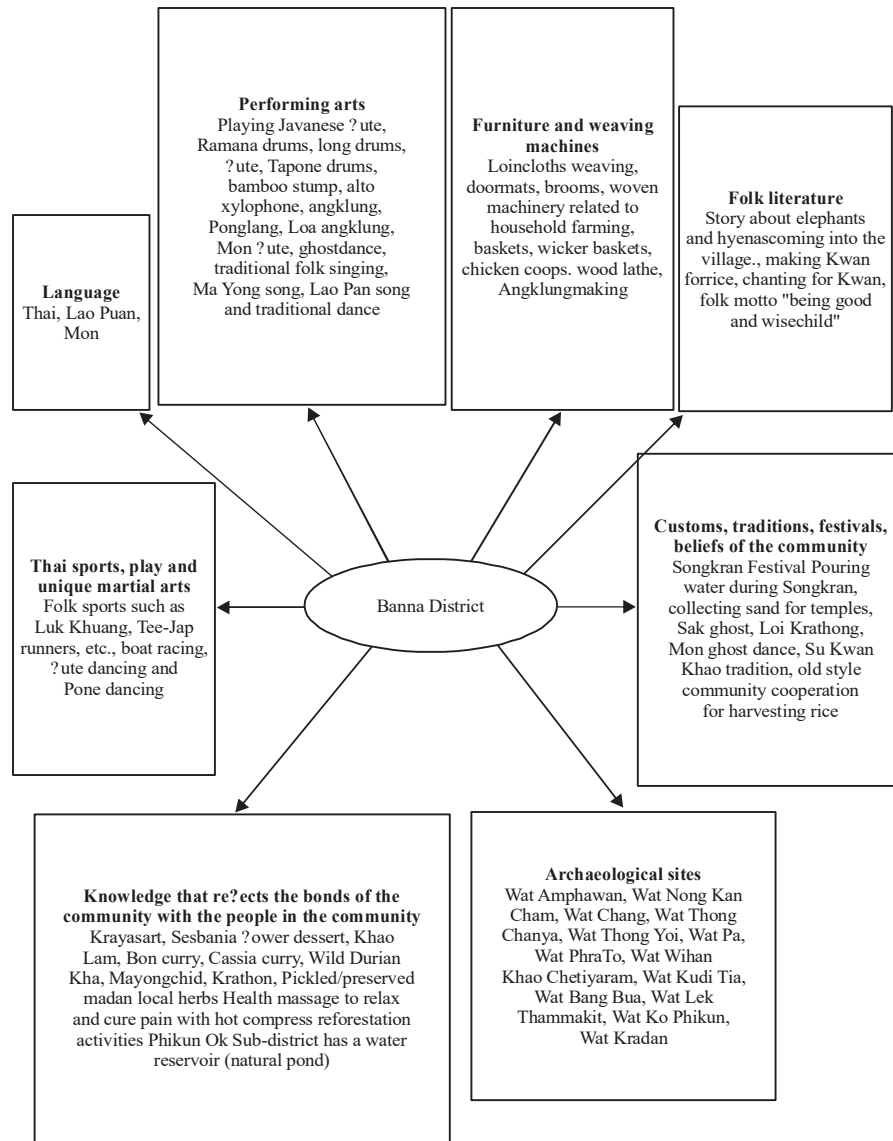 Performing arts
Playing Javanese ?ute,
Ramana drums, long drums,
?ute, Tapone drums,
bamboo stump, alto
xylophone, angklung,
Ponglang, Loa angklung,
Mon ?ute, ghostdance,
traditional folk singing,
Ma Yong song, Lao Pan song
and traditional dance
Furniture and weaving
machines
Loincloths weaving,
doormats, brooms, woven
machinery related to
household farming,
baskets, wicker baskets,
chicken coops. wood lathe,
Angklungmaking
Folk literature
Story about elephants
and hyenascoming into the
village., making Kwan
forrice, chanting for Kwan,
folk motto "being good
and wisechild"
Language
Thai, Lao Puan,
Mon
Customs, traditions, festivals,
beliefs of the community
Songkran Festival Pouring
water during Songkran,
collecting sand for temples,
Sak ghost, Loi Krathong,
Mon ghost dance, Su Kwan
Khao tradition, old style
community cooperation
for harvesting rice
Thai sports, play and
unique martial arts
Folk sports such as
Luk Khuang, Tee-Jap
runners, etc., boat racing,
?ute dancing and
Pone dancing
Banna District
Knowledge that re?ects the bonds of the
community with the people in the community
Krayasart, Sesbania ?ower dessert, Khao
Lam, Bon curry, Cassia curry, Wild Durian
Kha, Mayongchid, Krathon, Pickled/preserved
madan local herbs Health massage to relax
and cure pain with hot compress reforestation
activities Phikun Ok Sub-district has a water
reservoir (natural pond)
Archaeological sites
Wat Amphawan, Wat Nong Kan
Cham, Wat Chang, Wat Thong
Chanya, Wat Thong Yoi, Wat Pa,
Wat PhraTo, Wat Wihan
Khao Chetiyaram, Wat Kudi Tia,
Wat Bang Bua, Wat Lek
Thammakit, Wat Ko Phikun,
Wat Kradan